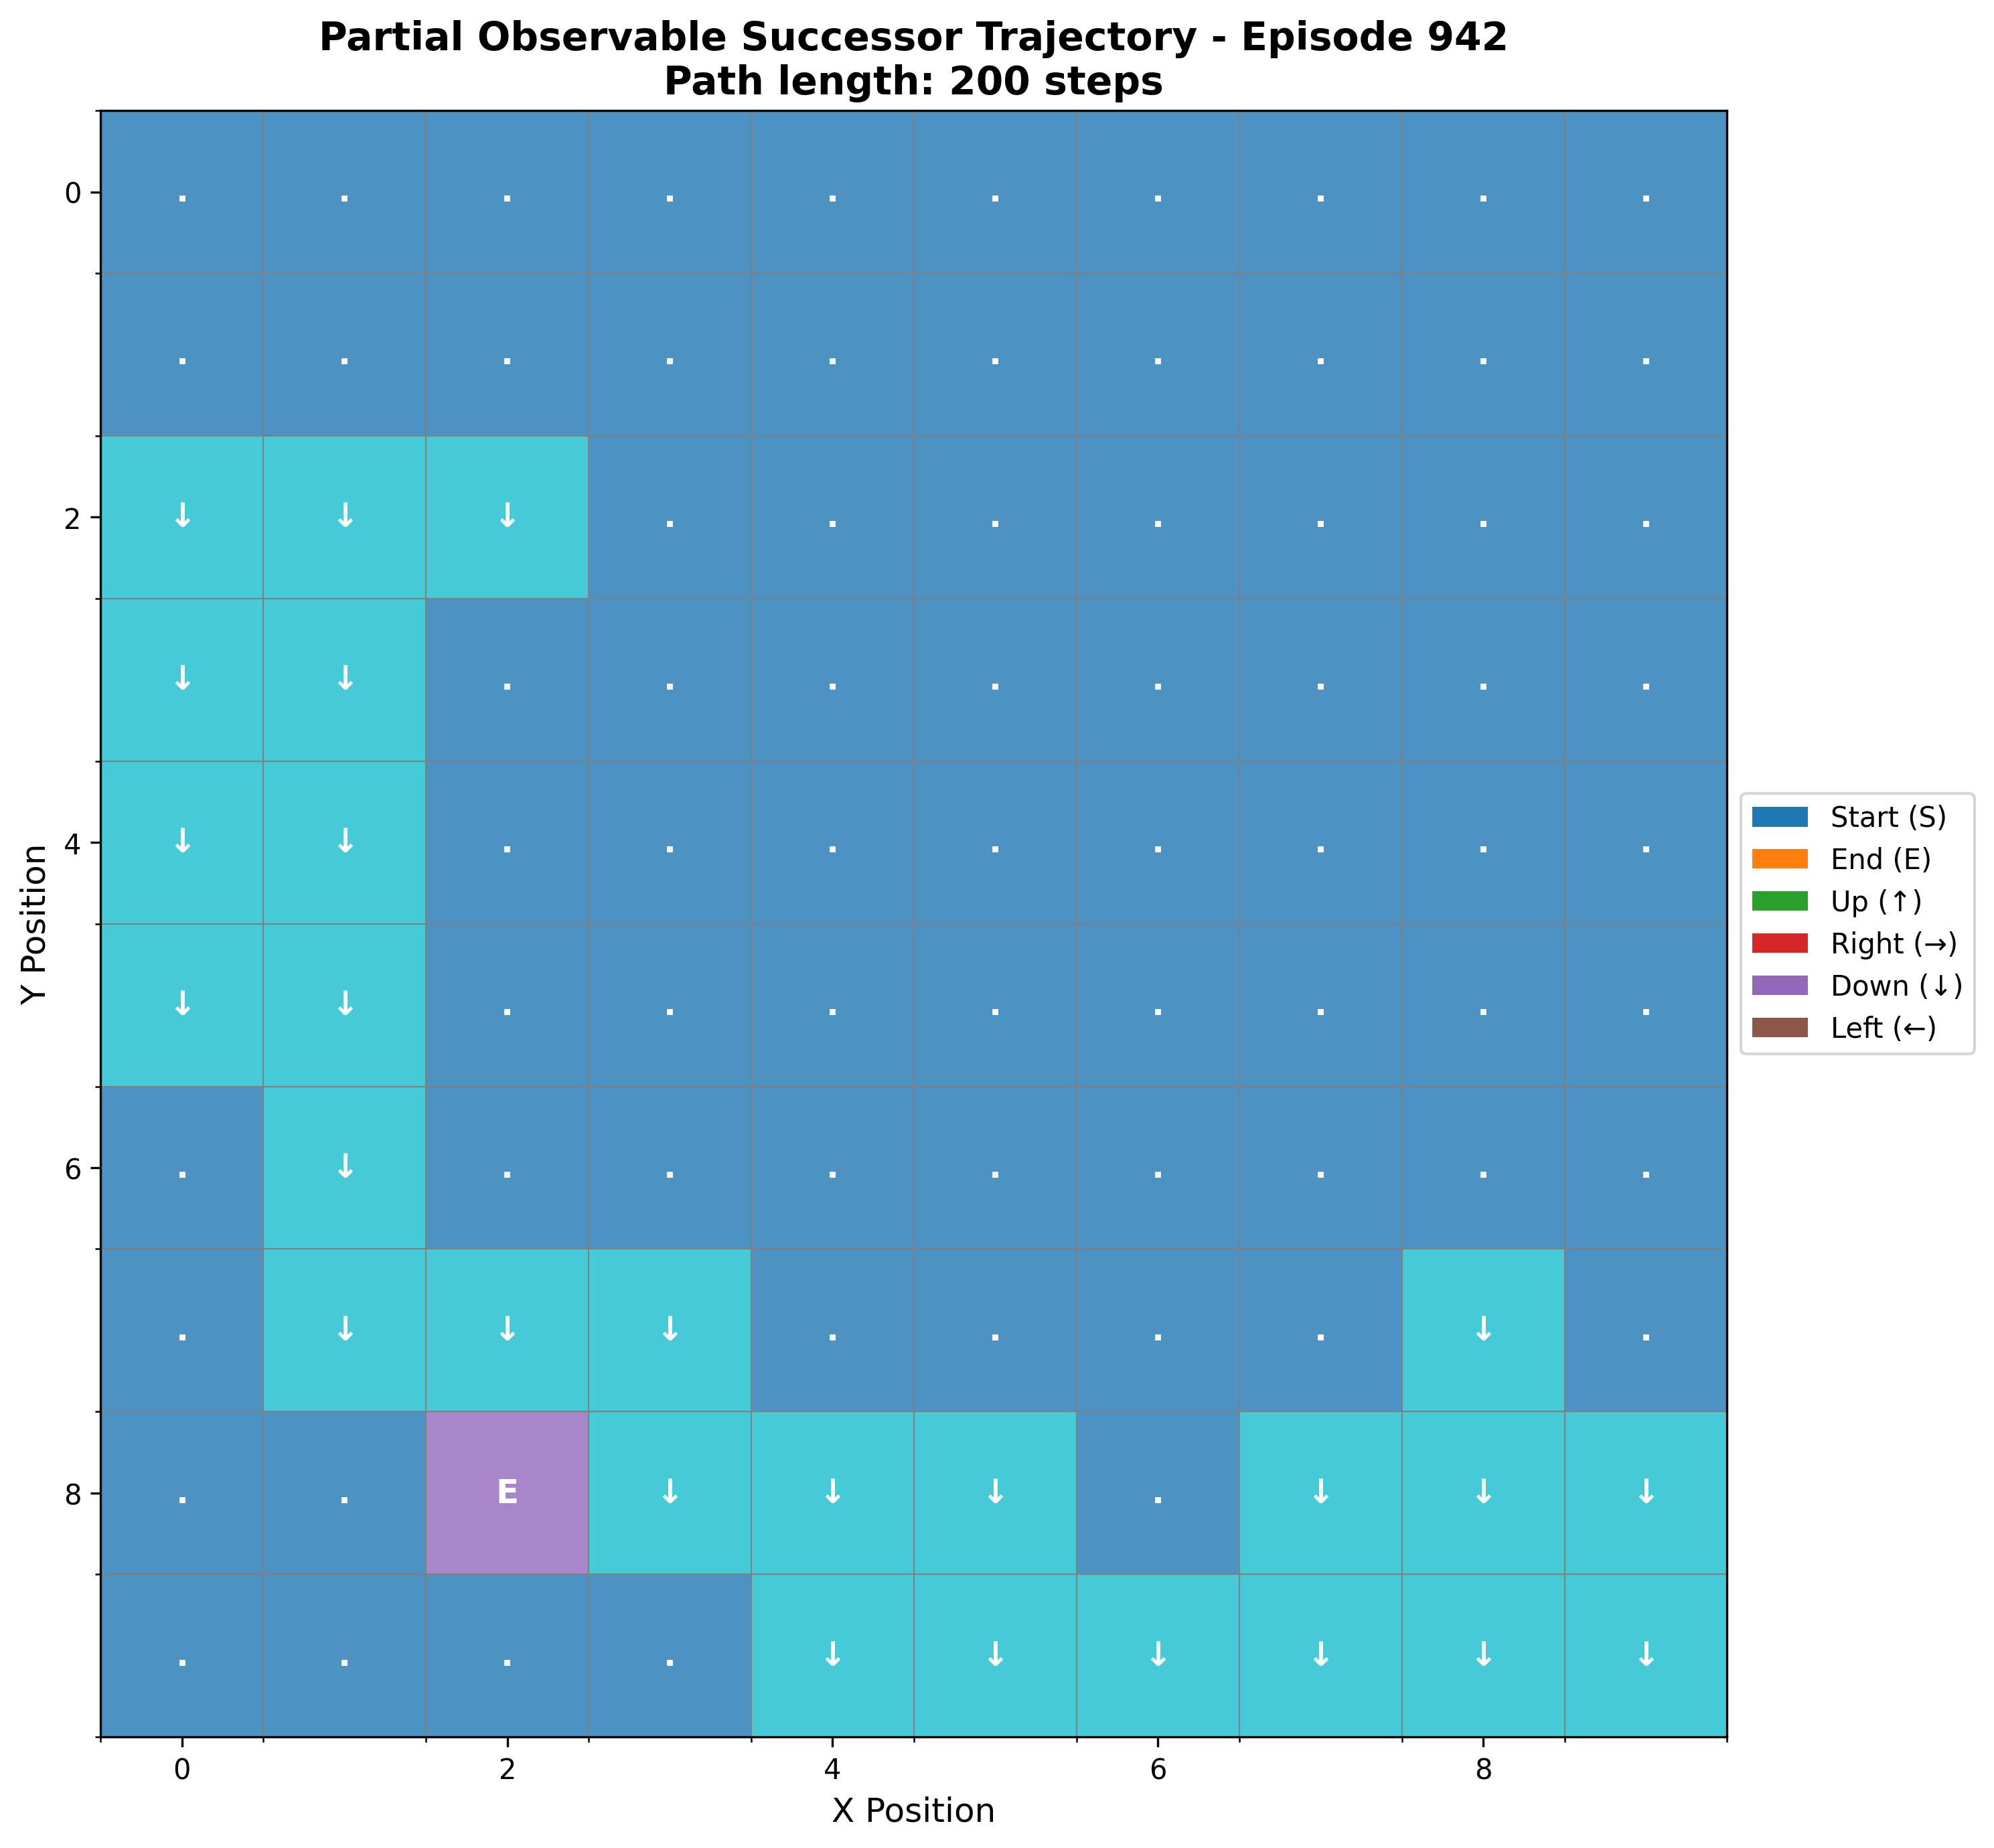 Partial Observable Successor Trajectory - Episode 942
Path length: 200 steps
0 . . . . . . . . . .
. . . . . . . . . .
2 ↓ ↓ ↓ . . . . . . .
↓ ↓ . . . . . . . .
4 ↓ ↓ . . . . . . . .
↓ ↓ . . . . . . . .
6 . ↓ . . . . . . . .
. ↓ ↓ ↓ . . . . ↓ .
8 . . E ↓ ↓ ↓ . ↓ ↓ ↓
. . . . ↓ ↓ ↓ ↓ ↓ ↓
0 2 4 6 8
X Position
Y Position
Start (S)
End (E)
Up (↑)
Right (→)
Down (↓)
Left (←)